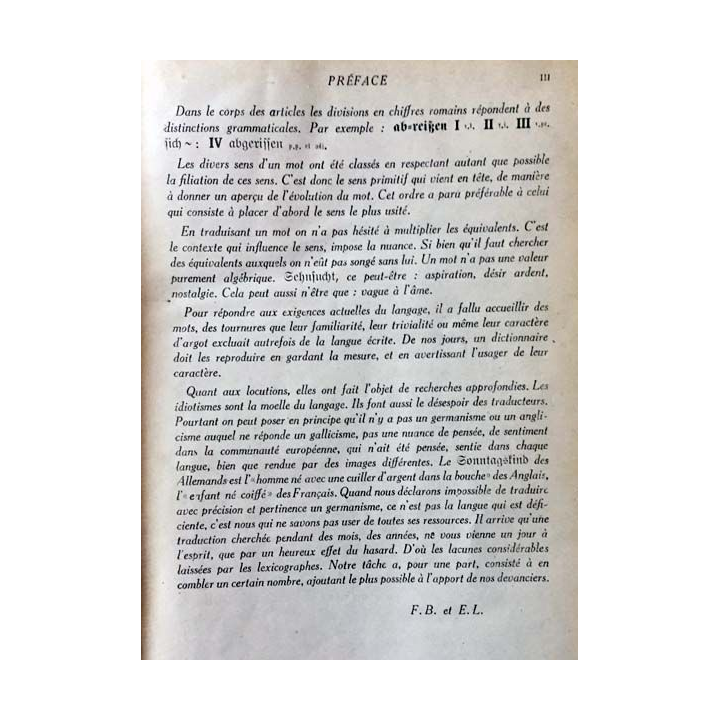 PRÉFACE III
Dans le corps des articles les divisions en chiffres romains répondent à des
distinctions grammaticales. Par exemple : ab=reißen I v.t. II v.i. III v.pr.
sich ~ : IV abgerissen p.p. et adj.
Les divers sens d'un mot ont été classés en respectant autant que possible
la filiation de ces sens. C'est donc le sens primitif qui vient en tête, de manière
à donner un aperçu de l'évolution du mot. Cet ordre a paru préférable à celui
qui consiste à placer d'abord le sens le plus usité.
En traduisant un mot on n'a pas hésité à multiplier les équivalents. C'est
le contexte qui influence le sens, impose la nuance. Si bien qu'il faut chercher
des équivalents auxquels on n'eût pas songé sans lui. Un mot n'a pas une valeur
purement algébrique. Sehnsucht, ce peut-être : aspiration, désir ardent,
nostalgie. Cela peut aussi n'être que : vague à l'âme.
Pour répondre aux exigences actuelles du langage, il a fallu accueillir des
mots, des tournures que leur familiarité, leur trivialité ou même leur caractère
d'argot excluait autrefois de la langue écrite. De nos jours, un dictionnaire
doit les reproduire en gardant la mesure, et en avertissant l'usager de leur
caractère.
Quant aux locutions, elles ont fait l'objet de recherches approfondies. Les
idiotismes sont la moelle du langage. Ils font aussi le désespoir des traducteurs.
Pourtant on peut poser en principe qu'il n'y a pas un germanisme ou un angli-
cisme auquel ne réponde un gallicisme, pas une nuance de pensée, de sentiment
dans la communauté européenne, qui n'ait été pensée, sentie dans chaque
langue, bien que rendue par des images différentes. Le Sonntagskind des
Allemands est l'« homme né avec une cuiller d'argent dans la bouche » des Anglais,
l'« enfant né coiffé » des Français. Quand nous déclarons impossible de traduire
avec précision et pertinence un germanisme, ce n'est pas la langue qui est défi-
ciente, c'est nous qui ne savons pas user de toutes ses ressources. Il arrive qu'une
traduction cherchée pendant des mois, des années, ne vous vienne un jour à
l'esprit, que par un heureux effet du hasard. D'où les lacunes considérables
laissées par les lexicographes. Notre tâche a, pour une part, consisté à en
combler un certain nombre, ajoutant le plus possible à l'apport de nos devanciers.
F.B. et E.L.